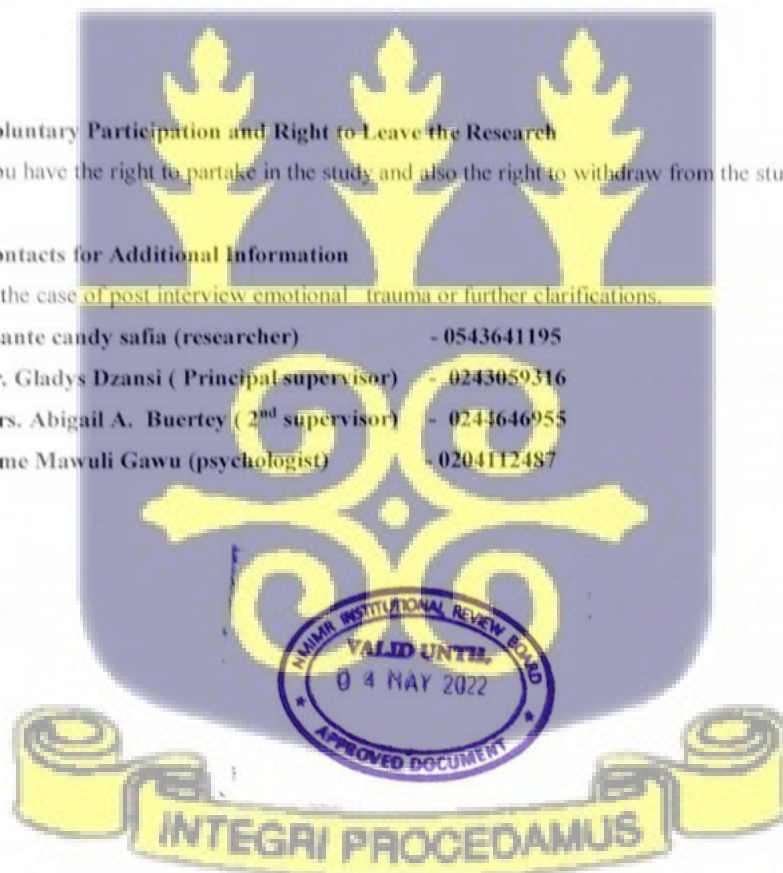 oluntary Participation and Right to Leave the Research
ou have the right to partake in the study and also the right to withdraw from the stu
ontacts for Additional Information
the case of post interview emotional trauma or further clarifications.
ante candy safia (researcher) - 0543641195
r. Gladys Dzansi ( Principal supervisor) - 0243059316
rs. Abigail A. Buertey ( 2nd supervisor) - 0244646955
me Mawuli Gawu (psychologist) - 0204112487
NMIMR INSTITUTIONAL REVIEW BOARD
VALID UNTIL
0 4 MAY 2022
APPROVED DOCUMENT
INTEGRI PROCEDAMUS